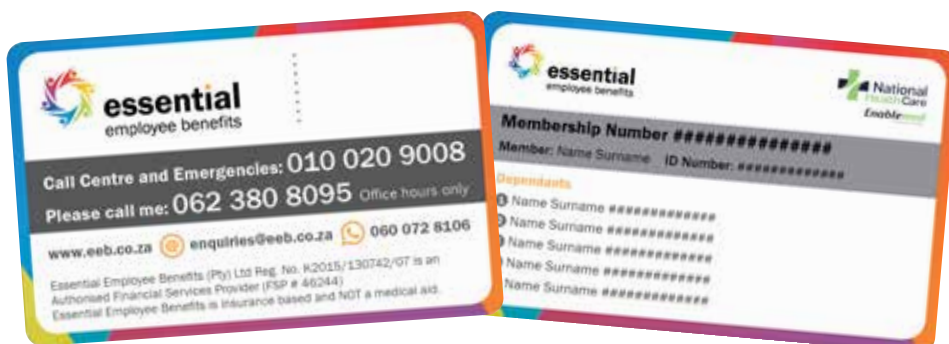 essential
employee benefits
Call Centre and Emergencies: 010 020 9008
Please call me: 062 380 8095 Office hours only
www.eeb.co.za @ enquiries@eeb.co.za 060 072 8106
Essential Employee Benefits (Pty) Ltd Reg. No. K2015/130742/07 is an
Authorised Financial Services Provider (FSP # 46244)
Essential Employee Benefits is insurance based and NOT a medical aid.
essential
employee benefits
National
HealthCare
Enablemed
Membership Number ###############
Member: Name Surname ID Number: #############
Dependants
1 Name Surname #############
2 Name Surname #############
Name Surname #############
Name Surname #############
Name Surname #############